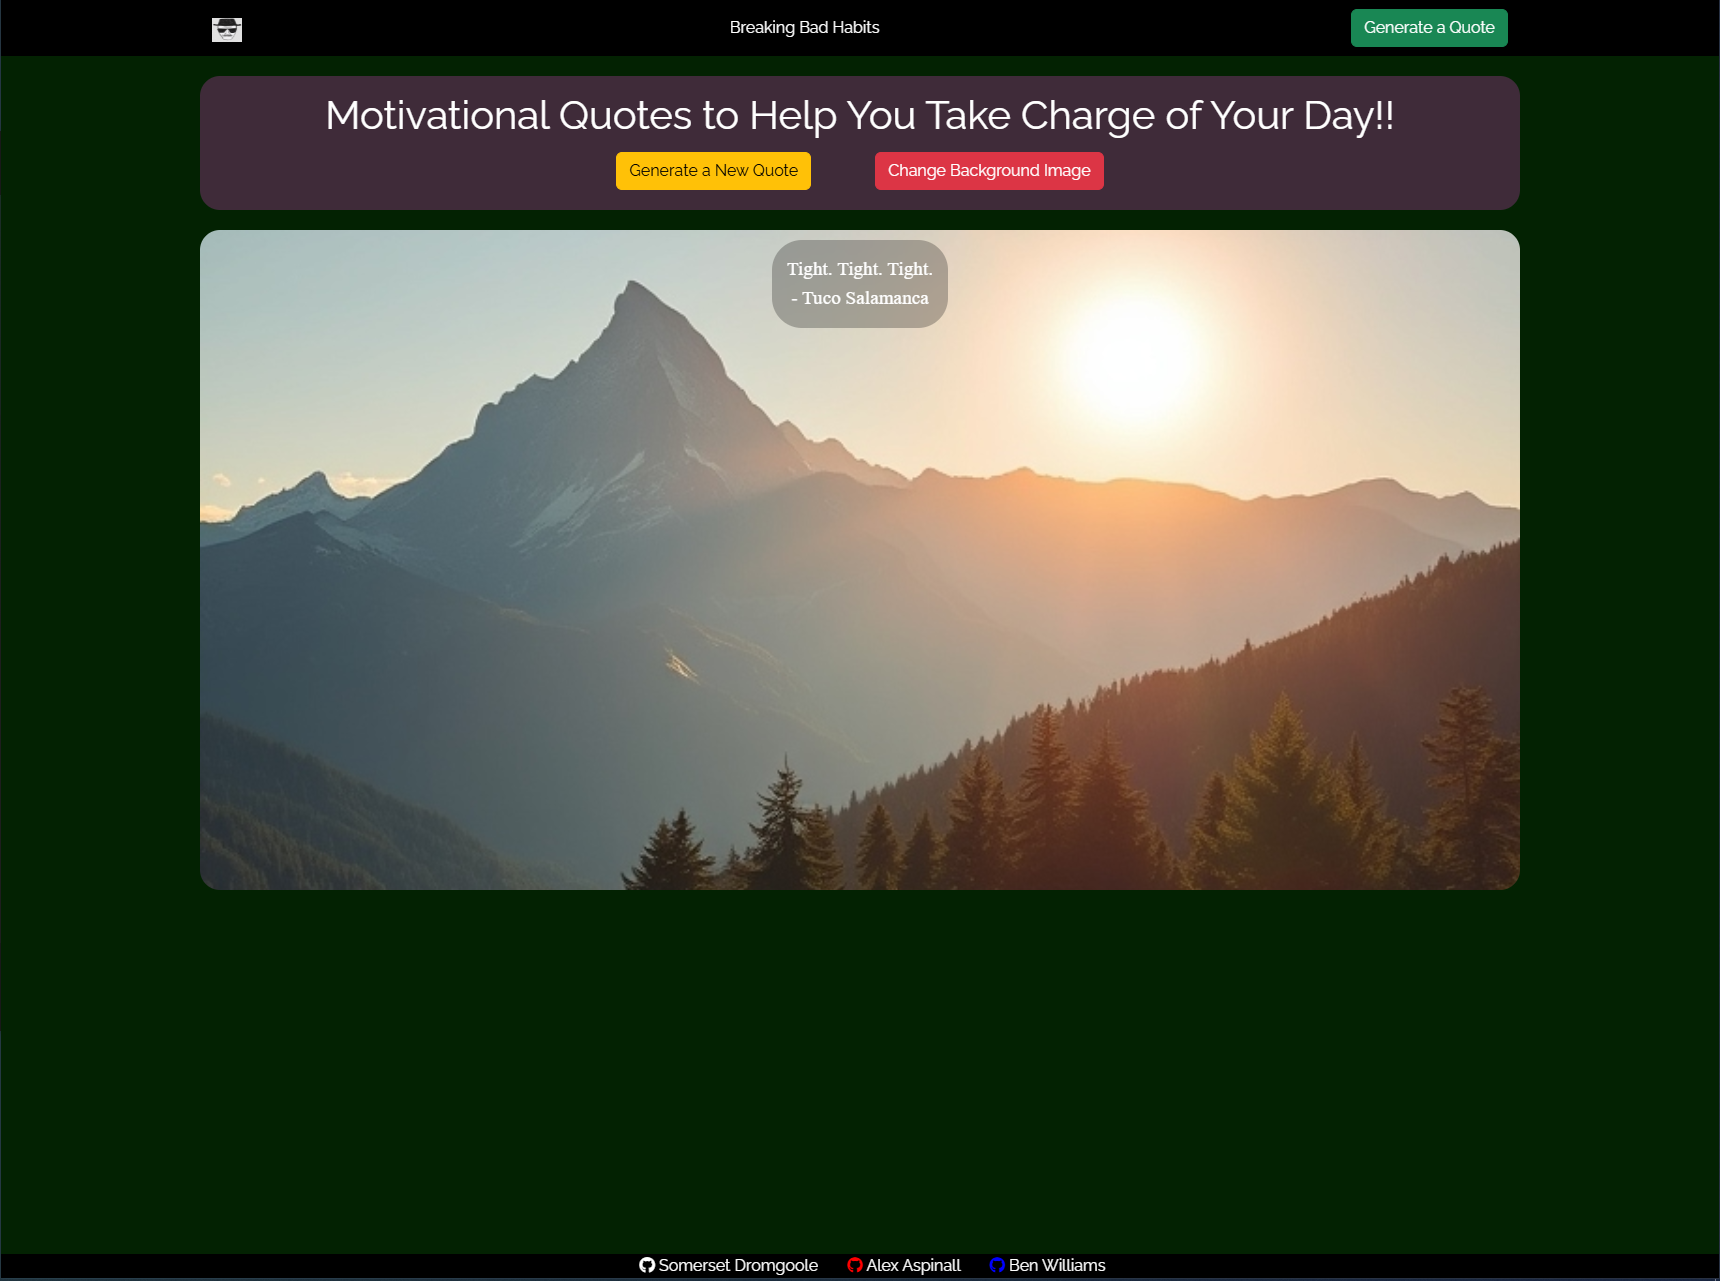 Breaking Bad Habits
Generate a Quote
Motivational Quotes to Help You Take Charge of Your Day!!
Generate a New Quote
Change Background Image
Tight. Tight. Tight.
- Tuco Salamanca
Somerset Dromgoole
Alex Aspinall
Ben Williams